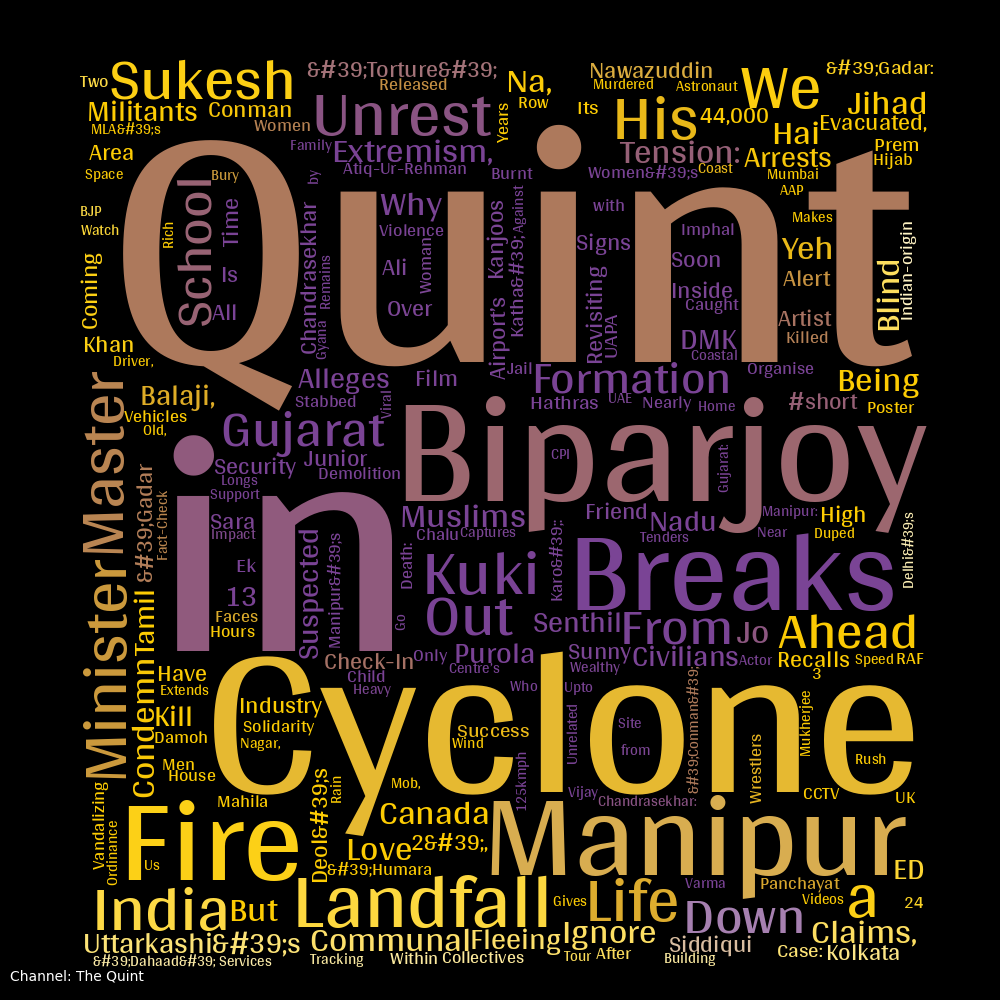 Two
Sukesh
&#39;Torture&#39;
Released
Na,
Row
Nawazuddin
Murdered
Astronaut
We
&#39;Gadar:
Militants
Conman
Unrest
Years
Its
His
44,000
Jihad
MLA&#39;s
Women
Hai
Evacuated,
Area
Family
Extremism,
Tension:
Arrests
Prem
Hijab
Space
Bury
by
Atiq-Ur-Rehman
Burnt
Women&#39;s
Coast
Mumbai
AAP
Quint
BJP
Watch
Rich
School
Time
Is
All
Why
Violence
Ali
Woman
Over
Kanjoos
Against
katha&#39;
Airport's
with
Signs
Imphal
Soon
Inside
Caught
Makes
Yeh
Alert
Blind
Indian-origin
Coming
Chandrasekhar
Remains
Gyana
Revisiting
UAPA
DMK
Coastal
Artist
Killed
Khan
Driver,
Alleges
Film
Jail
Formation
Organise
Being
Balaji,
Stabbed
Viral
Hathras
UAE
Nearly
Home
#short
Poster
Vehicles
Old,
Gujarat
Biparjoy
Minister
Master
&#39;Gadar
Fact-Check
Security
Junior
Longs
Demolition
Support
CPI
Gujarat:
in
Sara
Impact
Muslims
Chalu
Captures
Friend
Nadu
Tenders
Manipur:
Near
High
Duped
Delhi&#39;s
Ek
13
Suspected
Manipur&#39;s
Death:
Kuki
Karo&#39;:
Breaks
Faces
Hours
Go
Out
Senthil
From
Jo
Ahead
Tamil
Condemn
Check-In
Only
Purola
Sunny
Civilians
Actor
Recalls
Speed
RAF
Have
Extends
Child
Heavy
Centre's
Wealthy
Who
Upto
3
Kill
Damoh
Industry
Solidarity
Nagar,
Cyclone
Success
Wind
Unrelated
Site
from
&#39;Conman&#39;
Mukherjee
Men
House
Rush
Wrestlers
Vandalizing
Ordinance
Mahila
Deol&#39;s
Rain
Mob,
125kmph
Vijay
Chandrasekhar:
CCTV
UK
Fire
Us
Canada
Love
2&#39;,
&#39;Humara
Manipur
ED
India
But
Landfall
Gives
Life
Varma
Panchayat
Videos
a
24
Down
Uttarkashi&#39;s
Communal
Fleeing
Ignore
Siddiqui
Claims,
&#39;Dahaad&#39;
Services
Tracking
Within
Collectives
Tour
After
Building
Case:
Kolkata
Channel: The Quint